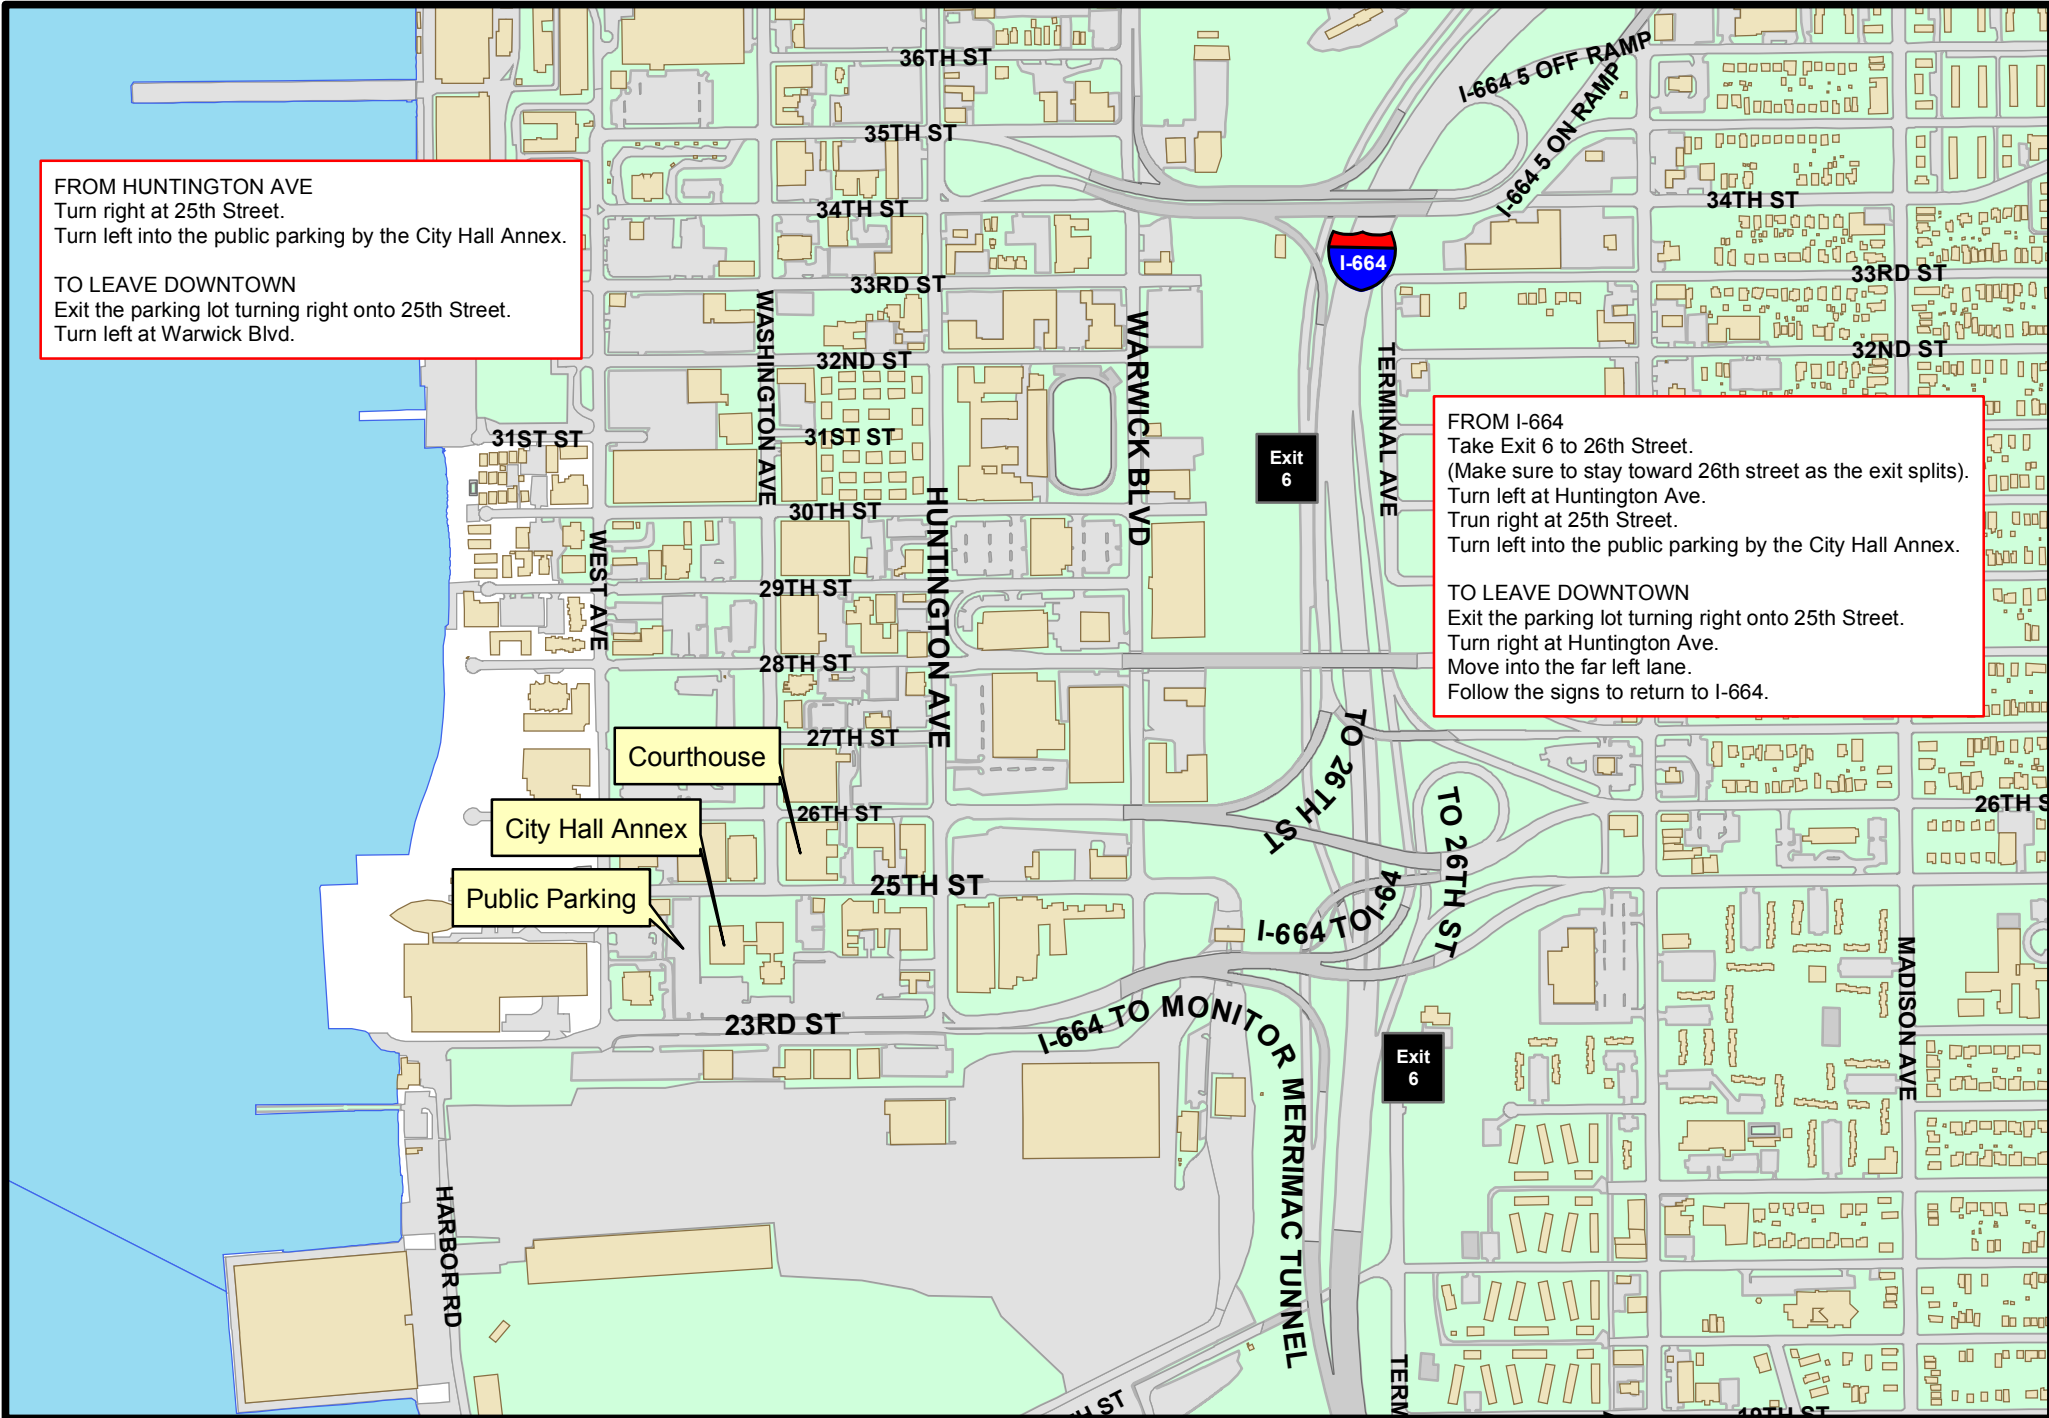 36TH ST
I-664 5 OFF RAMP
I-664 5 ON RAMP
35TH ST
FROM HUNTINGTON AVE
Turn right at 25th Street.
Turn left into the public parking by the City Hall Annex.
TO LEAVE DOWNTOWN
Exit the parking lot turning right onto 25th Street.
Turn left at Warwick Blvd.
34TH ST
34TH ST
I-664
33RD ST
33RD ST
WASHINGTON AVE
WARWICK BLVD
TERMINAL AVE
32ND ST
32ND ST
FROM I-664
Take Exit 6 to 26th Street.
(Make sure to stay toward 26th street as the exit splits).
Turn left at Huntington Ave.
Trun right at 25th Street.
Turn left into the public parking by the City Hall Annex.
TO LEAVE DOWNTOWN
Exit the parking lot turning right onto 25th Street.
Turn right at Huntington Ave.
Move into the far left lane.
Follow the signs to return to I-664.
31ST ST
31ST ST
Exit
6
HUNTINGTON AVE
30TH ST
WEST AVE
29TH ST
28TH ST
27TH ST
TO 26TH ST
Courthouse
TO 26TH ST
26TH ST
26TH S
City Hall Annex
25TH ST
Public Parking
I-664 TO I-64
MADISON AVE
23RD ST
I-664 TO MONITOR MERRIMAC TUNNEL
Exit
6
HARBOR RD
TERM
H ST
19TH ST